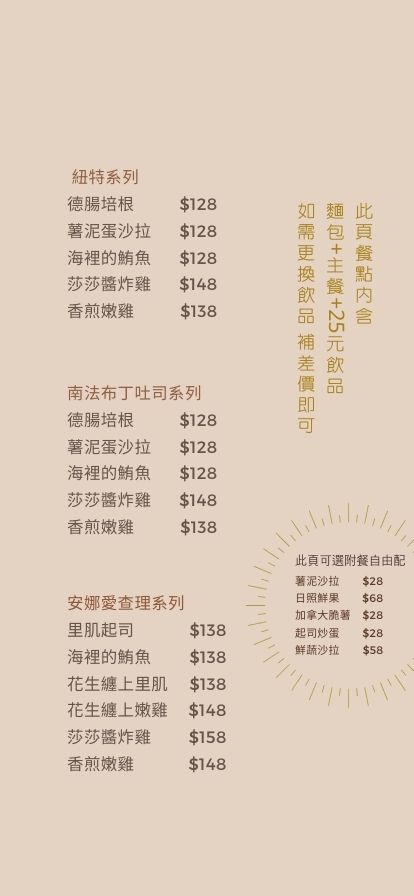 紐特系列
德腸培根 $128
薯泥蛋沙拉 $128
海裡的鮪魚 $128
莎莎醬炸雞 $148
香煎嫩雞 $138
南法布丁吐司系列
德腸培根 $128
薯泥蛋沙拉 $128
海裡的鮪魚 $128
莎莎醬炸雞 $148
香煎嫩雞 $138
安娜愛查理系列
里肌起司 $138
海裡的鮪魚 $138
花生纏上里肌 $138
花生纏上嫩雞 $148
莎莎醬炸雞 $158
香煎嫩雞 $148
此頁餐點內含
麵包+主餐+25元飲品
如需更換飲品 補差價即可
此頁可選附餐自由配
薯泥沙拉 $28
日照鮮果 $68
加拿大脆薯 $28
起司炒蛋 $28
鮮蔬沙拉 $58